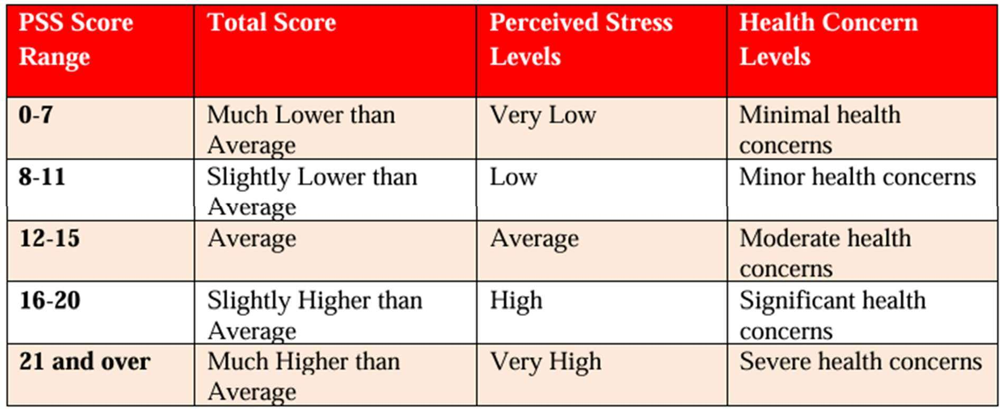 PSS Score Range
Total Score
Perceived Stress Levels
Health Concern Levels
0-7
Much Lower than Average
Very Low
Minimal health concerns
8-11
Slightly Lower than Average
Low
Minor health concerns
12-15
Average
Average
Moderate health concerns
16-20
Slightly Higher than Average
High
Significant health concerns
21 and over
Much Higher than Average
Very High
Severe health concerns